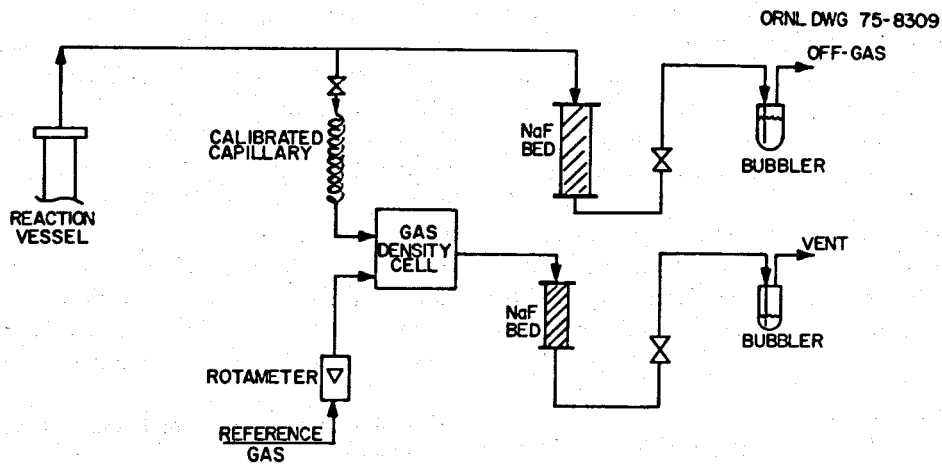 ORNL DWG 75-8309
OFF-GAS
NaF
BED
BUBBLER
CALIBRATED
CAPILLARY
REACTION
VESSEL
GAS
DENSITY
CELL
VENT
NaF
BED
BUBBLER
ROTAMETER
REFERENCE
GAS